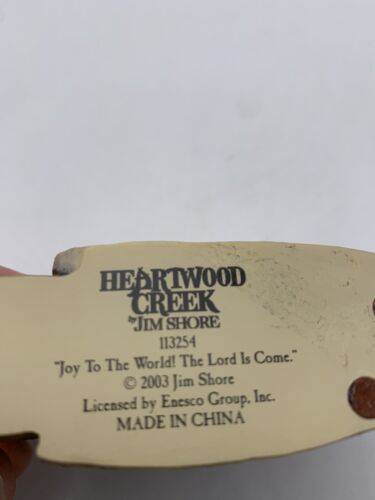 HEARTWOOD
CREEK
by JIM SHORE
113254
"Joy To The World! The Lord Is Come."
© 2003 Jim Shore
Licensed by Enesco Group, Inc.
MADE IN CHINA